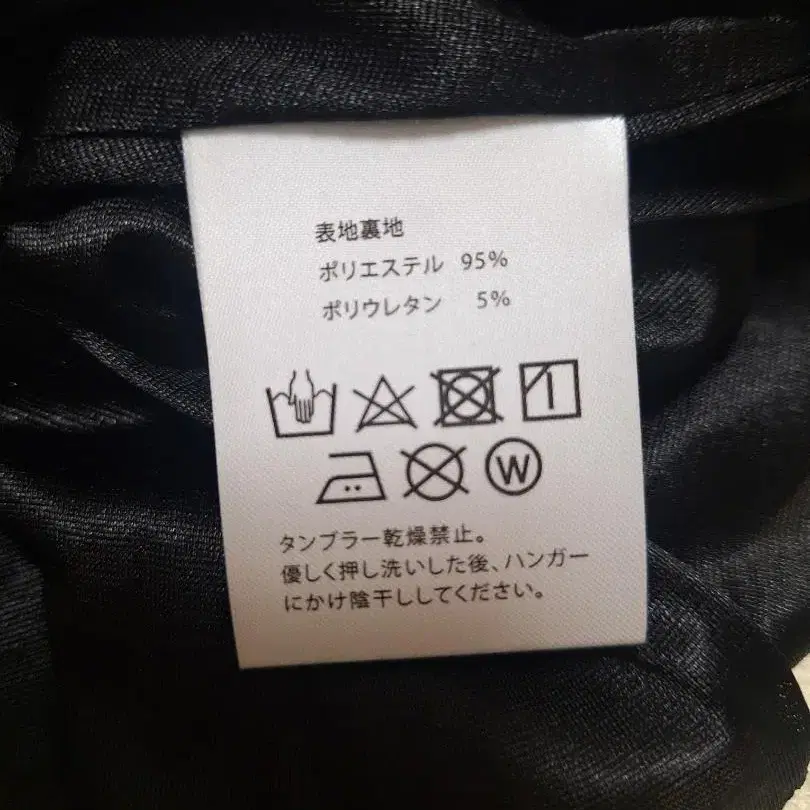 表地裏地
ポリエステル 95%
ポリウレタン 5%
W
タンブラー乾燥禁止。
優しく押し洗いした後、ハンガー
にかけ陰干ししてください。